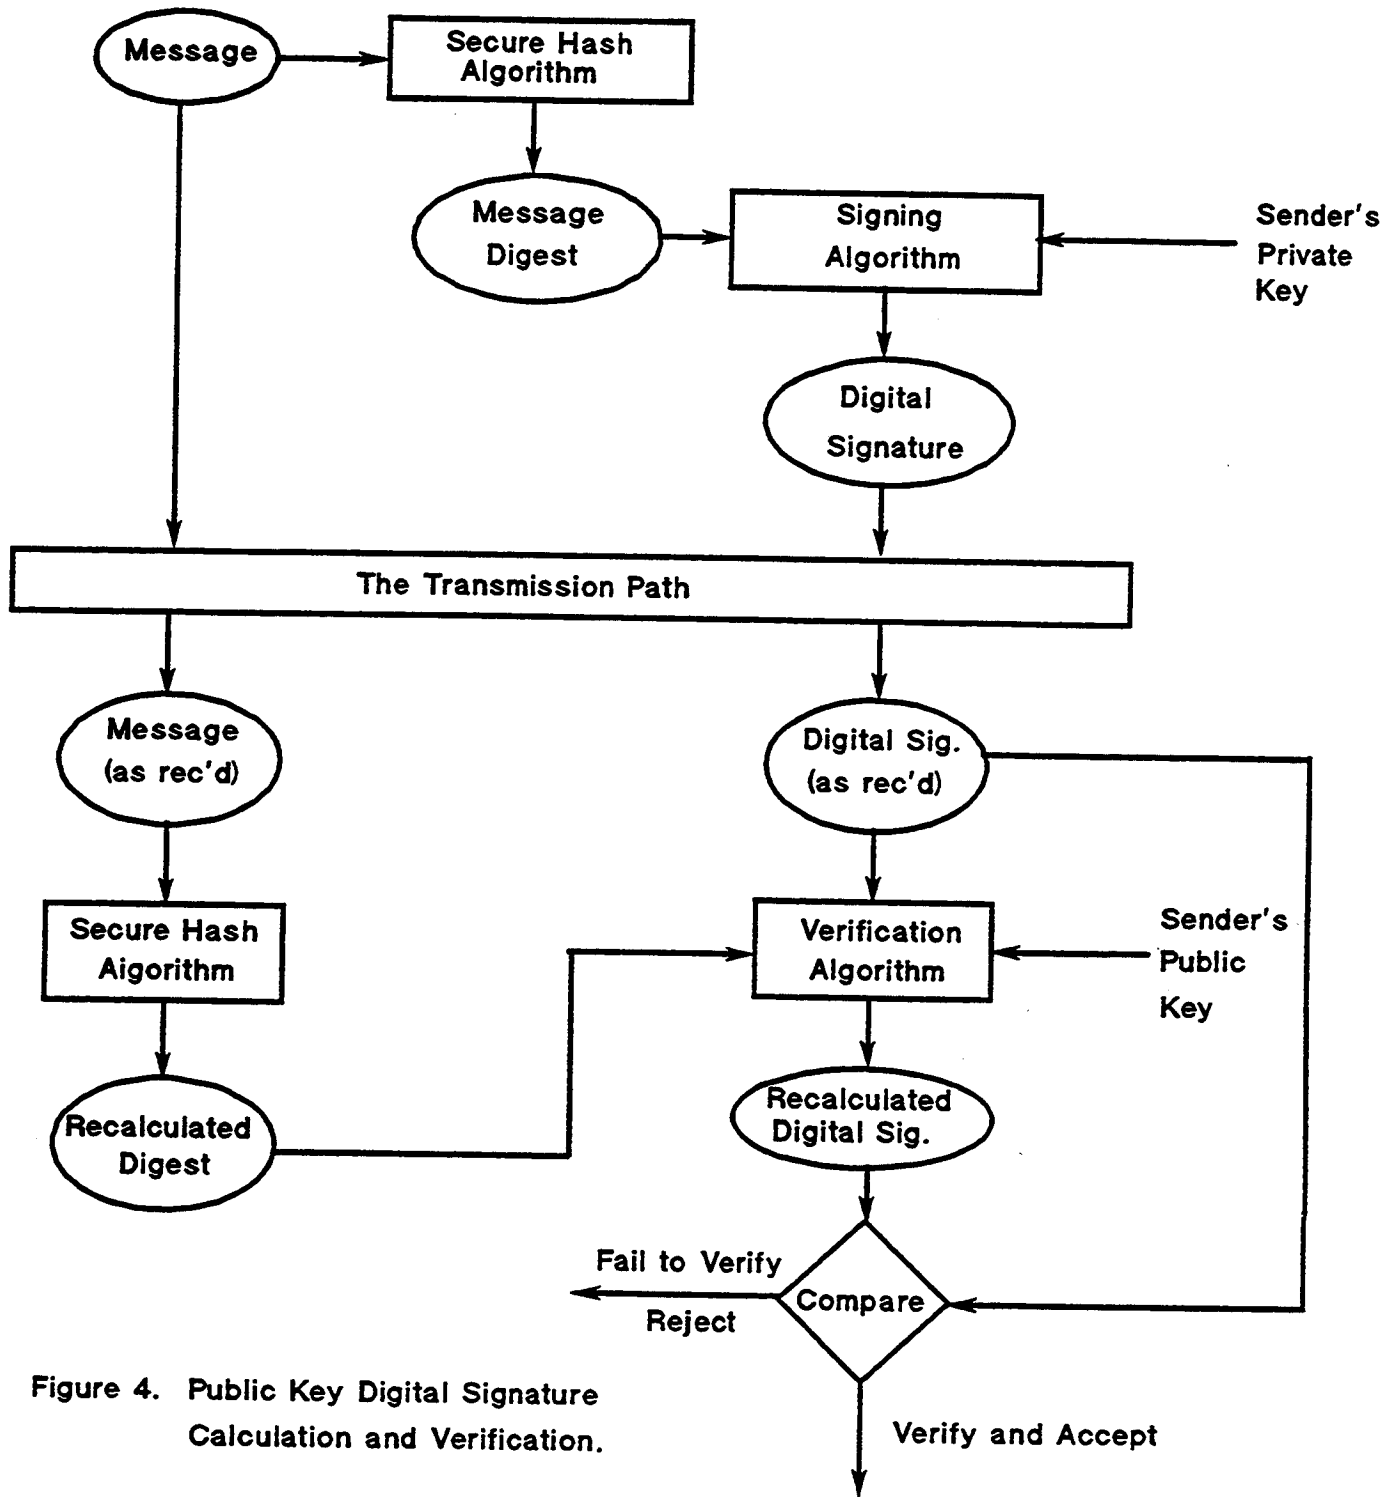 Message
Secure Hash
Algorithm
Message
Digest
Signing
Algorithm
Sender's
Private
Key
Digital
Signature
The Transmission Path
Message
(as rec'd)
Digital Sig.
(as rec'd)
Secure Hash
Algorithm
Verification
Algorithm
Sender's
Public
Key
Recalculated
Digest
Recalculated
Digital Sig.
Fail to Verify
Reject
Compare
Figure 4. Public Key Digital Signature
Calculation and Verification.
Verify and Accept